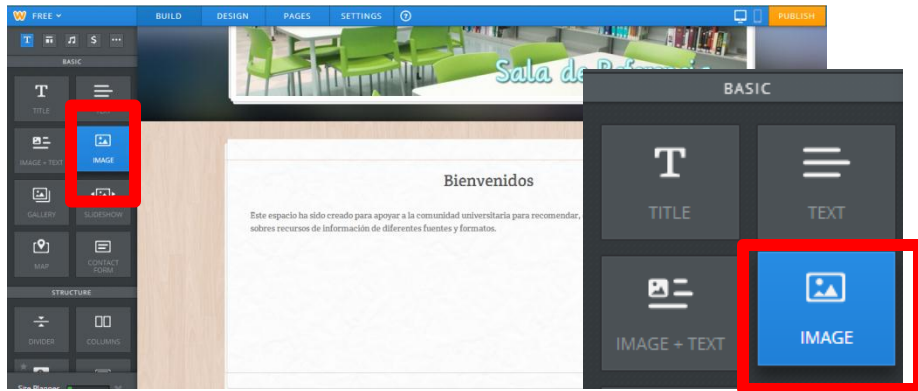 FREE BUILD DESIGN PAGES SETTINGS ? PUBLISH
T $
BASIC
TITLE
IMAGE + TEXT IMAGE
GALLERY SLIDESHOW
MAP CONTACT FORM
STRUCTURE
DIVIDER COLUMNS
Site Planner
Sala de
Bienvenidos
Este espacio ha sido creado para apoyar a la comunidad universitaria para recomendar,
sobres recursos de información de diferentes fuentes y formatos.
BASIC
TITLE TEXT
IMAGE + TEXT IMAGE